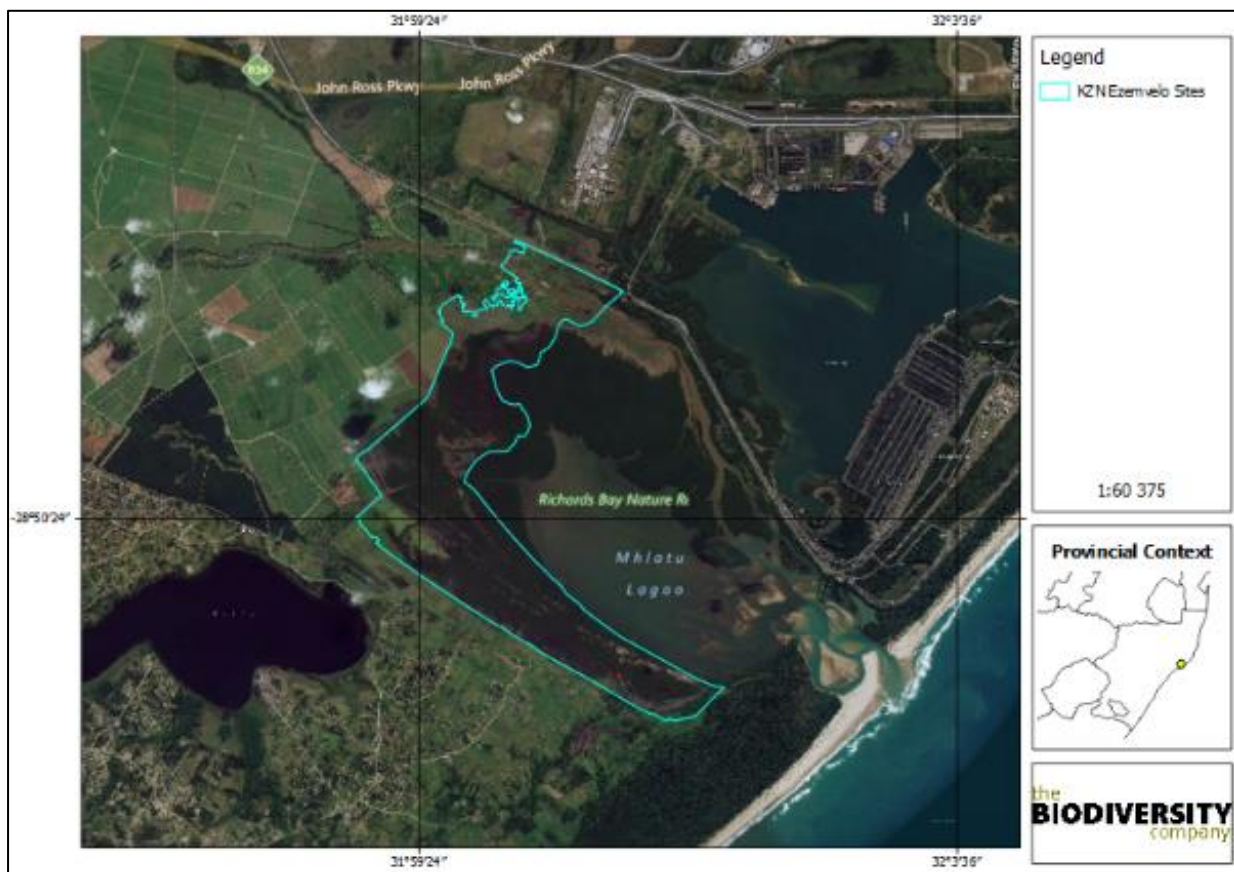 31°59'24"
32°3'36"
R34
John Ross Pkwy
John Ross Pkwy
-28°50'24"
Richards Bay Nature Re
Mhlatu
Lagoo
31°59'24"
32°3'36"
Legend
KZN Ezemvelo Sites
1:60 375
Provincial Context
the
BIODIVERSITY
company